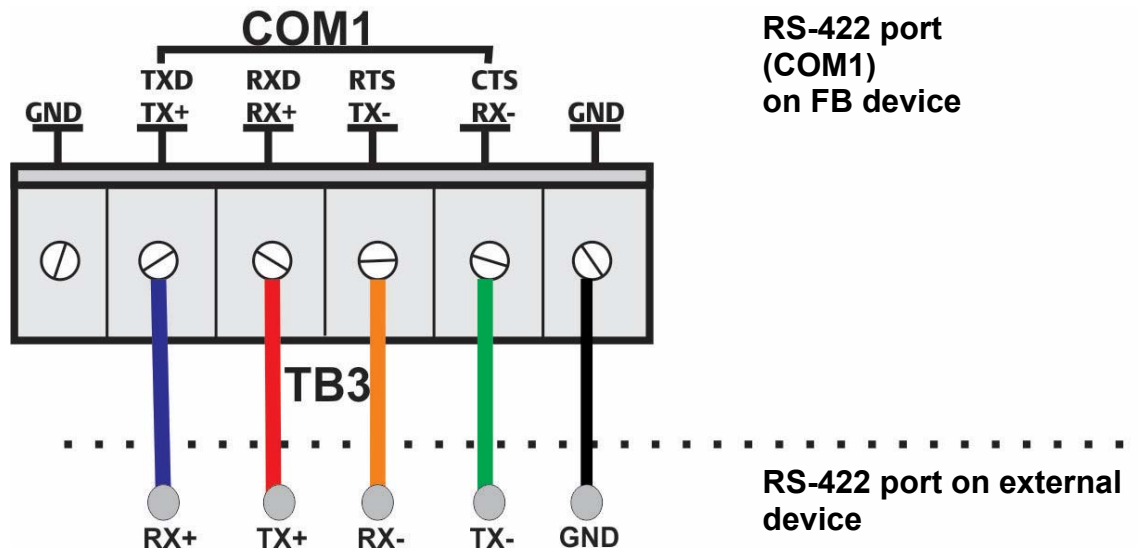 COM1
TXD RXD RTS CTS
GND TX+ RX+ TX- RX- GND
RS-422 port
(COM1)
on FB device
TB3
RS-422 port on external
device
RX+ TX+ RX- TX- GND